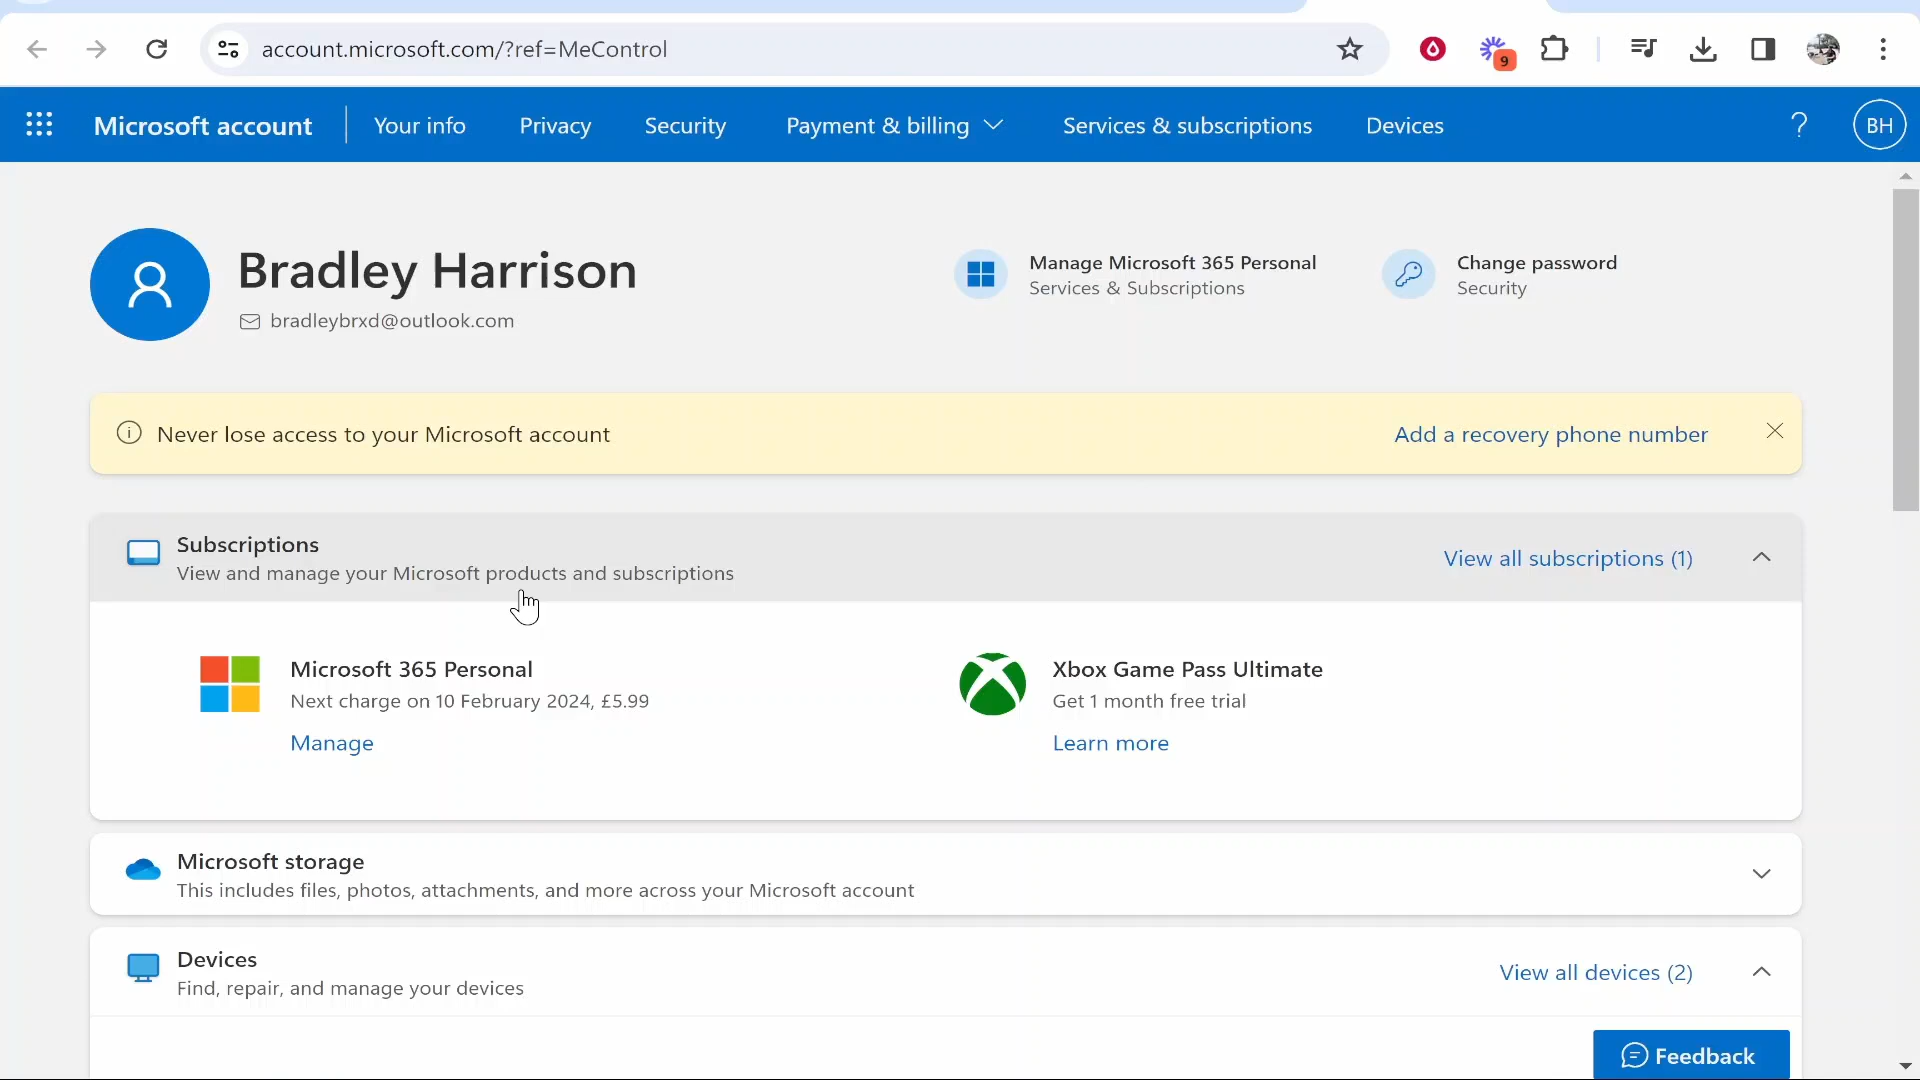 account.microsoft.com/?ref=MeControl
9
Microsoft account
Your info
Privacy
Security
Payment & billing
Services & subscriptions
Devices
?
BH
Bradley Harrison
bradleybrxd@outlook.com
Manage Microsoft 365 Personal
Services & Subscriptions
Change password
Security
Never lose access to your Microsoft account
Add a recovery phone number
Subscriptions
View and manage your Microsoft products and subscriptions
View all subscriptions (1)
Microsoft 365 Personal
Next charge on 10 February 2024, £5.99
Manage
Xbox Game Pass Ultimate
Get 1 month free trial
Learn more
Microsoft storage
This includes files, photos, attachments, and more across your Microsoft account
Devices
Find, repair, and manage your devices
View all devices (2)
Feedback